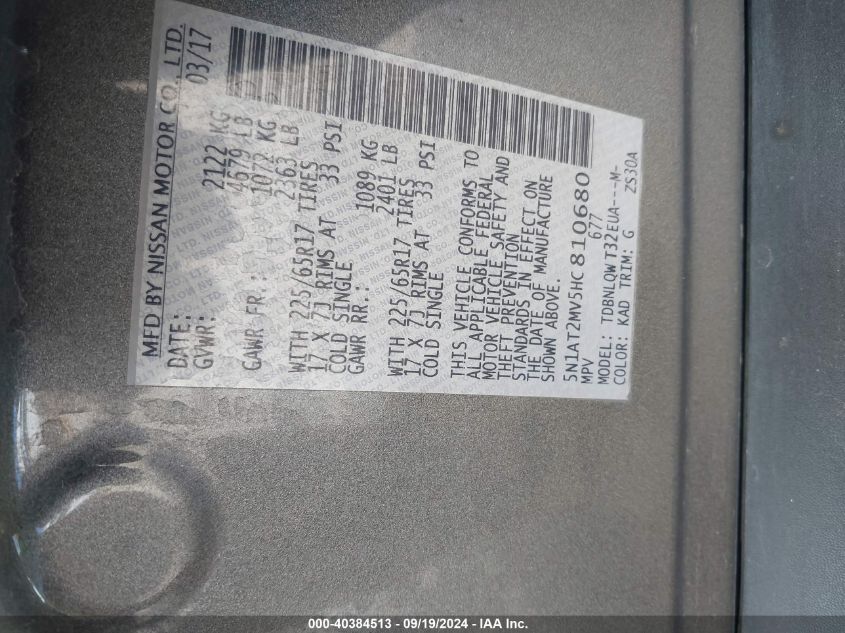 MFD BY NISSAN MOTOR CO., LTD.
DATE: 03/17
GVWR: 2122 KG
4679 LB
GAWR FR.: 1072 KG
2363 LB
WITH 225/65R17 TIRES
17 X 7J RIMS AT 33 PSI
COLD SINGLE
GAWR RR.: 1089 KG
2401 LB
WITH 225/65R17 TIRES
17 X 7J RIMS AT 33 PSI
COLD SINGLE
THIS VEHICLE CONFORMS TO
ALL APPLICABLE FEDERAL
MOTOR VEHICLE SAFETY AND
THEFT PREVENTION
STANDARDS IN EFFECT ON
THE DATE OF MANUFACTURE
SHOWN ABOVE.
5N1AT2MV5HC810680
MPV 677
MODEL: TDBNLQWT32EUA---M-
COLOR: KAD TRIM: G ZS30A
000-40384513 - 09/19/2024 - IAA Inc.